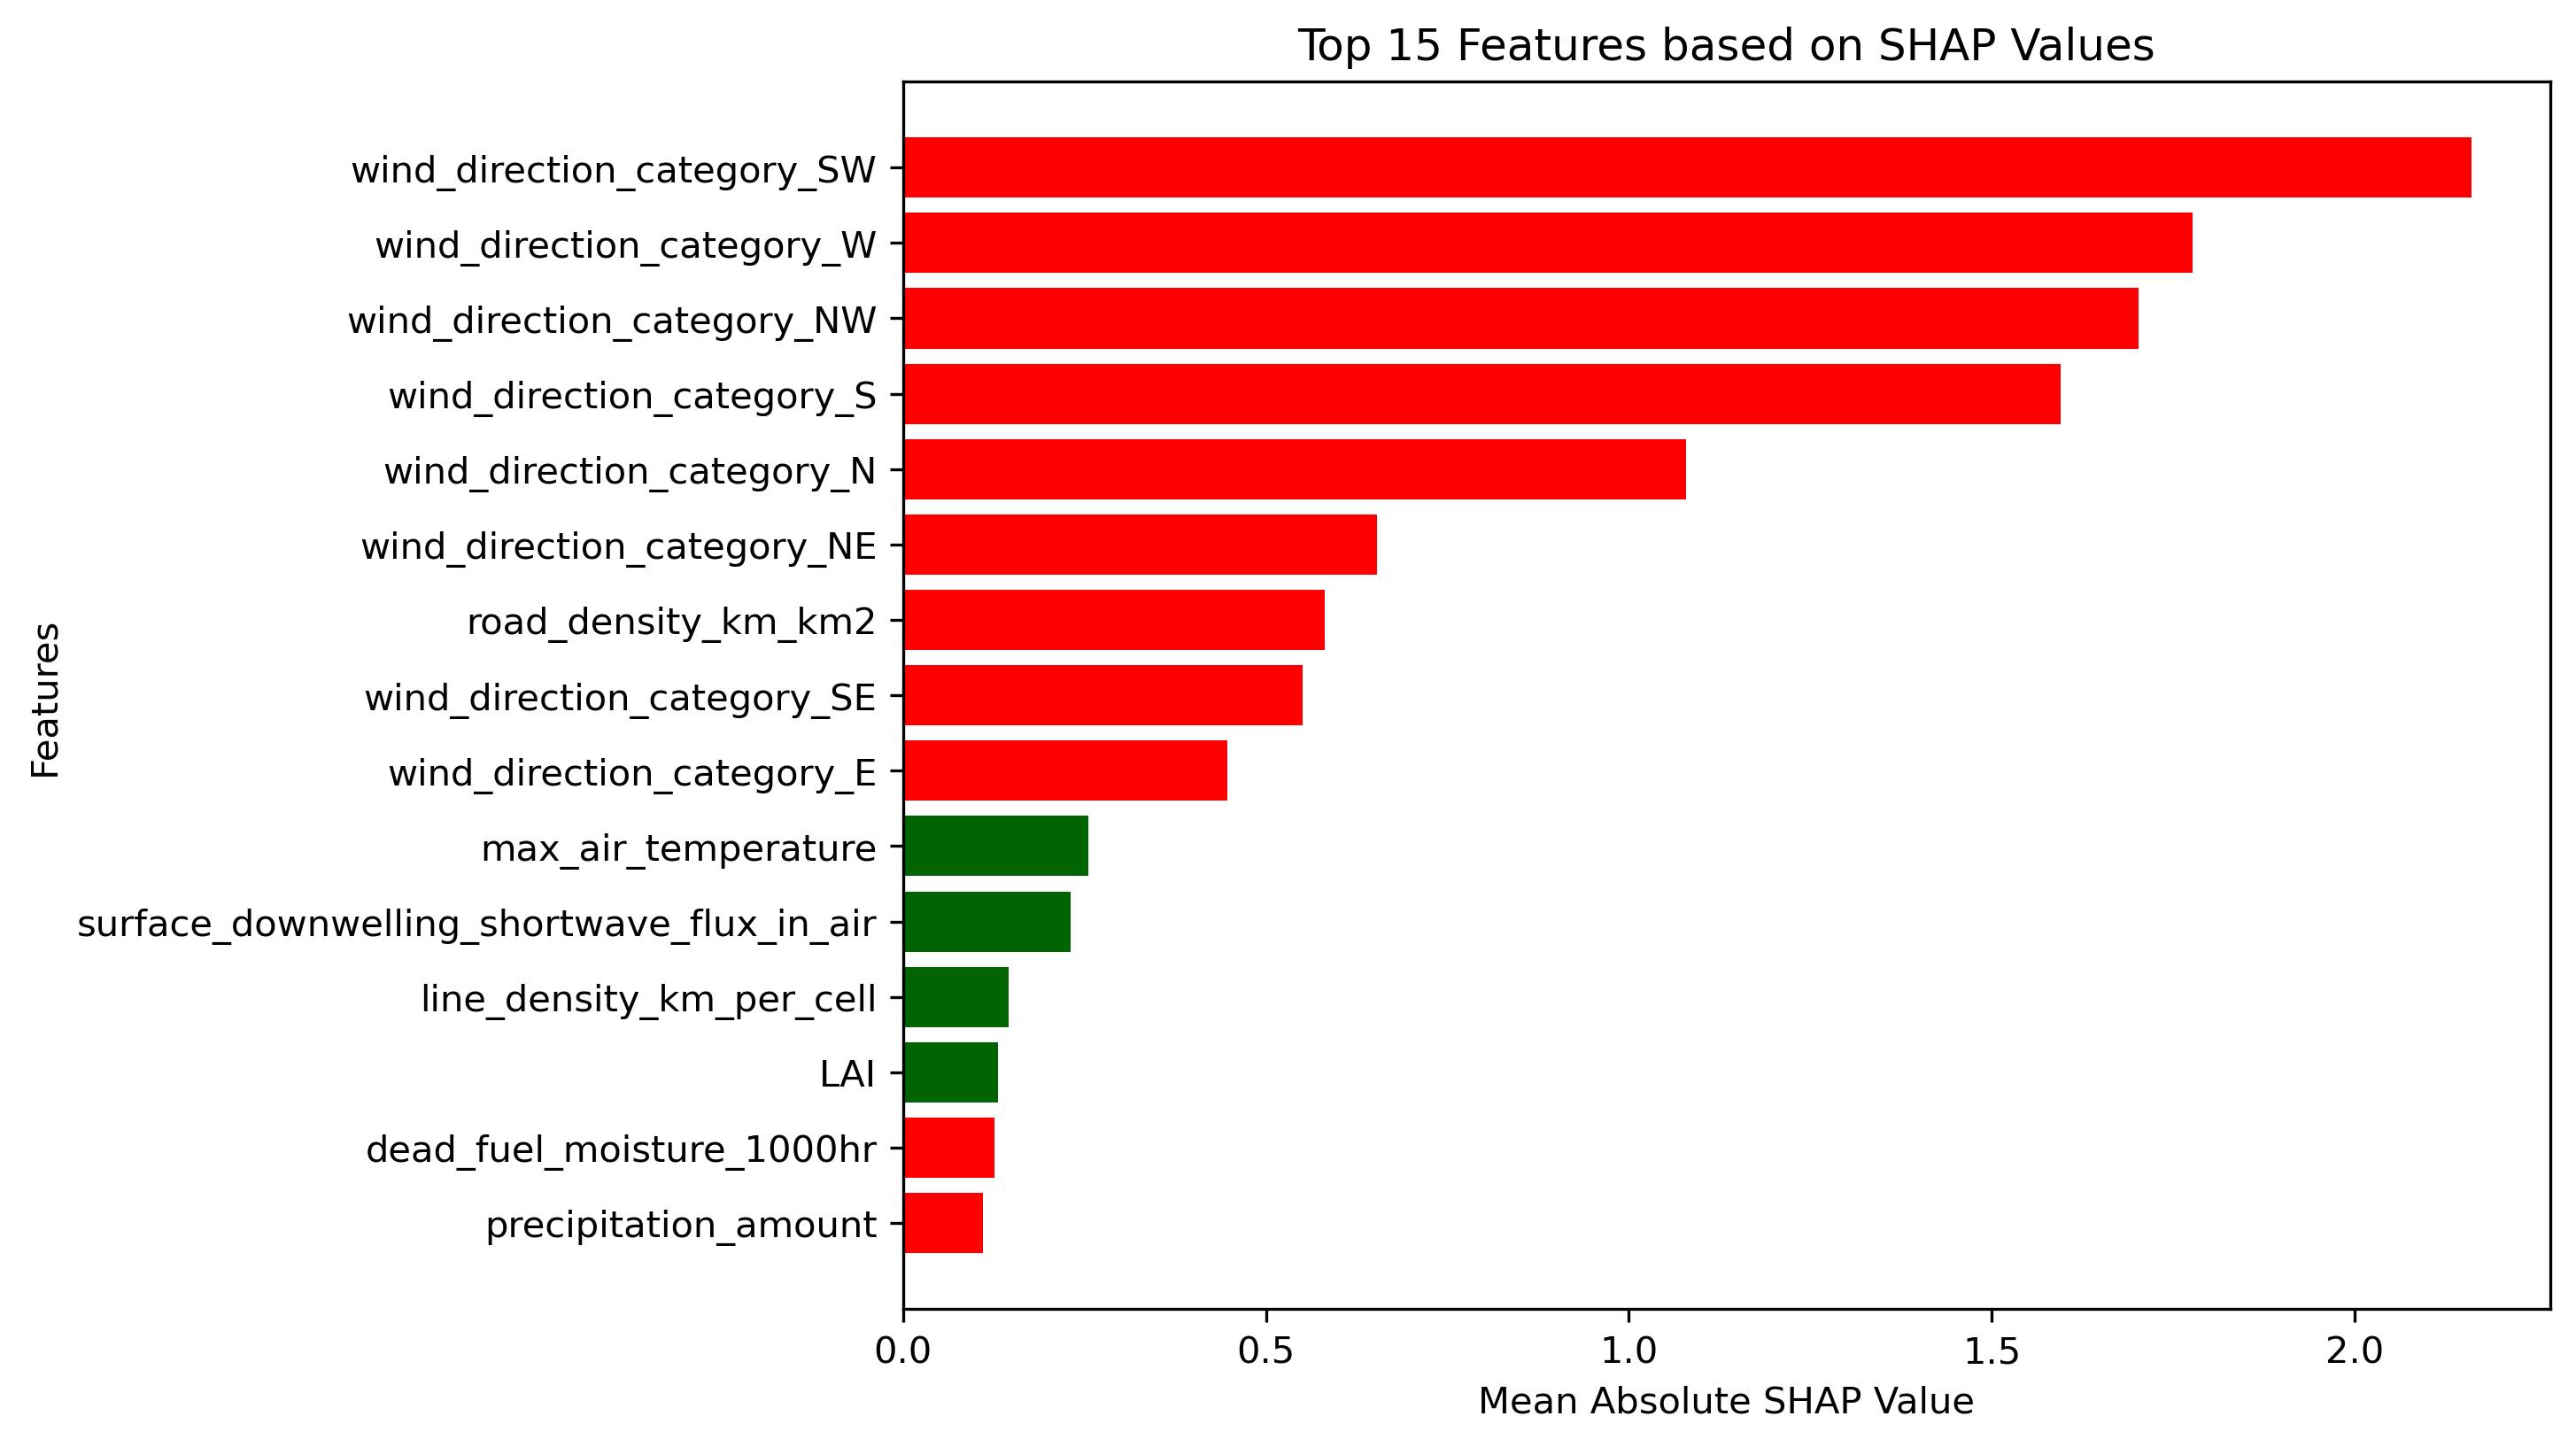 Top 15 Features based on SHAP Values
wind_direction_category_SW
wind_direction_category_W
wind_direction_category_NW
wind_direction_category_S
wind_direction_category_N
wind_direction_category_NE
road_density_km_km2
wind_direction_category_SE
wind_direction_category_E
max_air_temperature
surface_downwelling_shortwave_flux_in_air
line_density_km_per_cell
LAI
dead_fuel_moisture_1000hr
precipitation_amount
Features
0.0 0.5 1.0 1.5 2.0
Mean Absolute SHAP Value